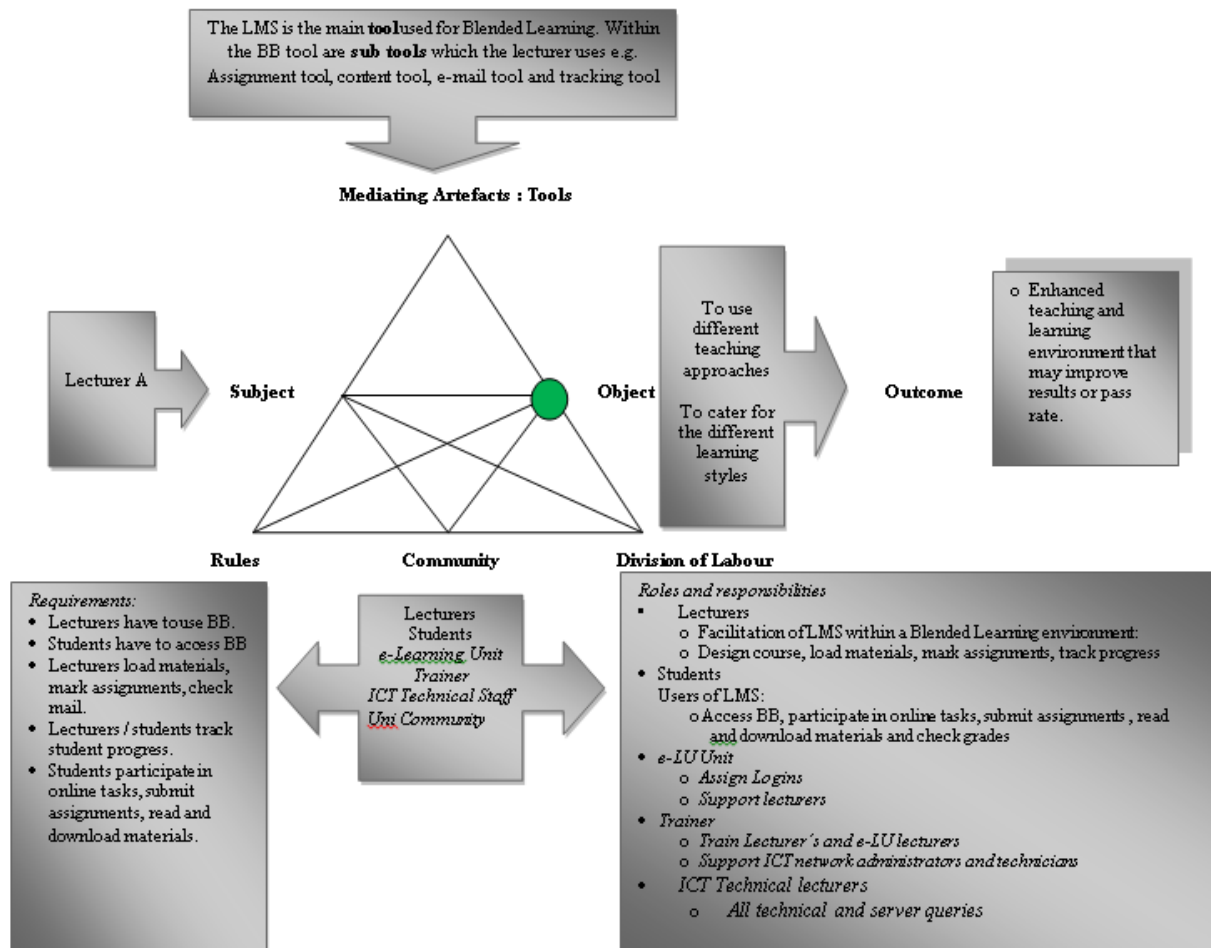 The LMS is the main toolused for Blended Learning. Within
the BB tool are sub tools which the lecturer uses e.g.
Assignment tool, content tool, e-mail tool and tracking tool
Mediating Artefacts : Tools
Lecturer A
Subject
Object
To use
different
teaching
approaches
To cater for
the different
learning
styles
Outcome
o Enhanced
teaching and
learning
environment that
may improve
results or pass
rate.
Rules
Community
Division of Labour
Requirements:
• Lecturers have to use BB.
• Students have to access BB
• Lecturers load materials,
mark assignments, check
mail.
• Lecturers / students track
student progress.
• Students participate in
online tasks, submit
assignments, read and
download materials.
Lecturers
Students
e-Learning Unit
Trainer
ICT Technical Staff
Uni Community
Roles and responsibilities
▪ Lecturers
o Facilitation of LMS within a Blended Learning environment:
o Design course, load materials, mark assignments, track progress
• Students
Users of LMS:
o Access BB, participate in online tasks, submit assignments , read
and download materials and check grades
• e-LU Unit
o Assign Logins
o Support lecturers
• Trainer
o Train Lecturer´s and e-LU lecturers
o Support ICT network administrators and technicians
• ICT Technical lecturers
o All technical and server queries